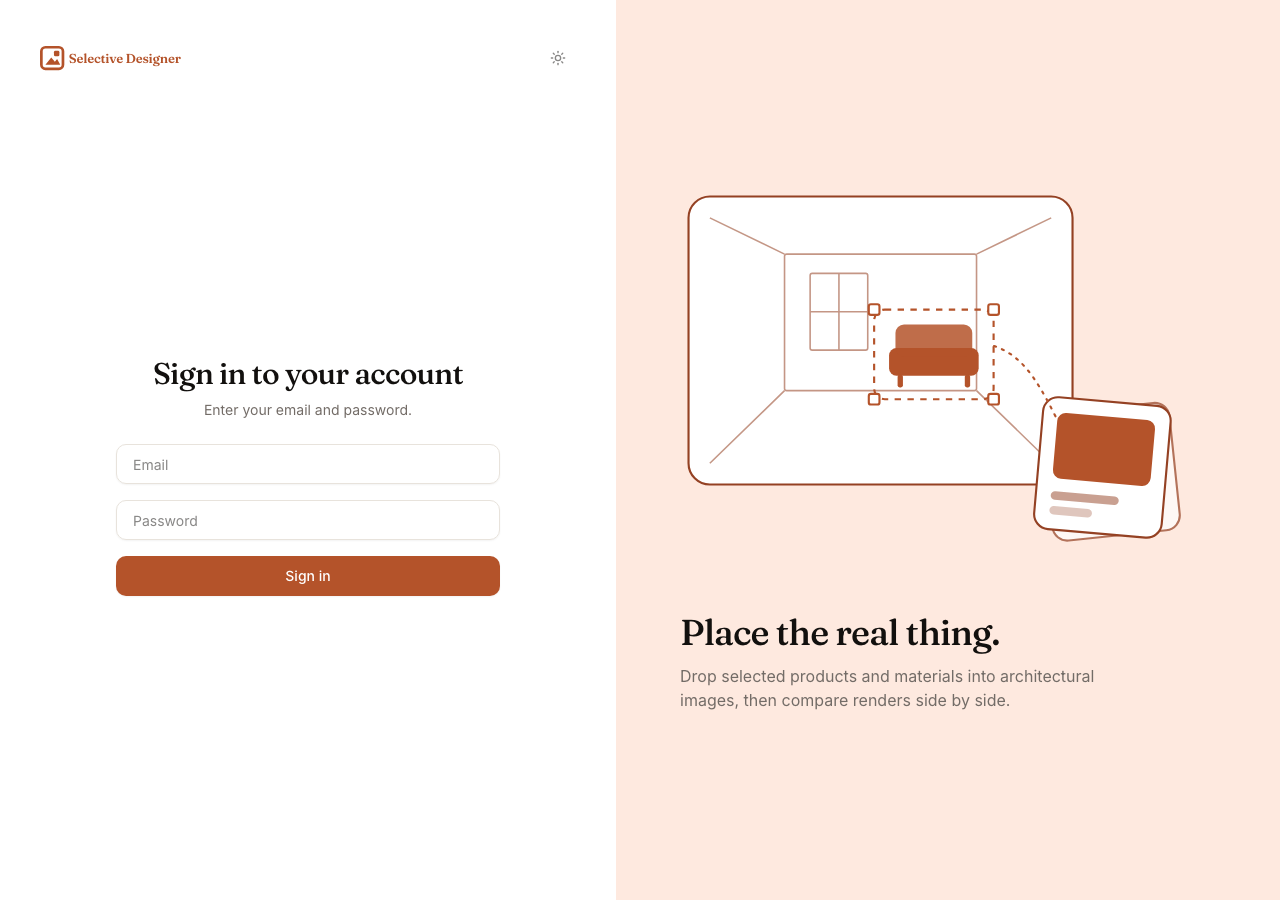 Selective Designer
Sign in to your account
Enter your email and password.
Email
Password
Sign in
Place the real thing.
Drop selected products and materials into architectural
images, then compare renders side by side.